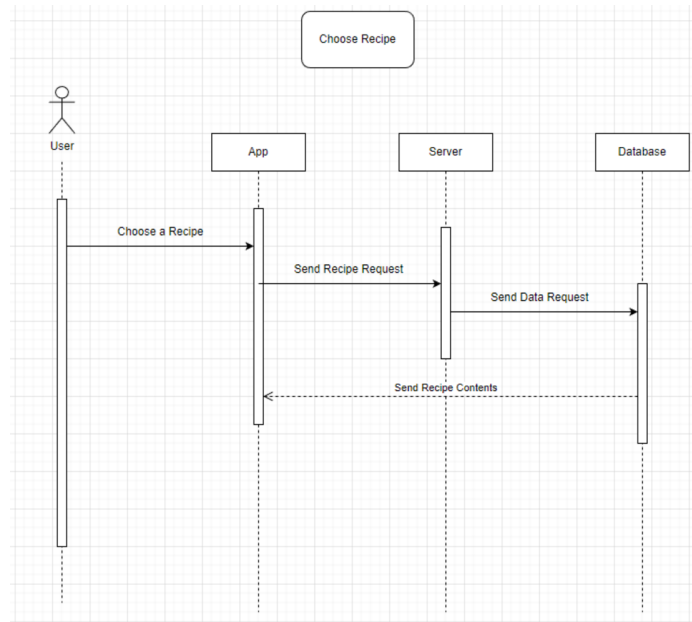 Choose Recipe
User
App
Server
Database
Choose a Recipe
Send Recipe Request
Send Data Request
Send Recipe Contents